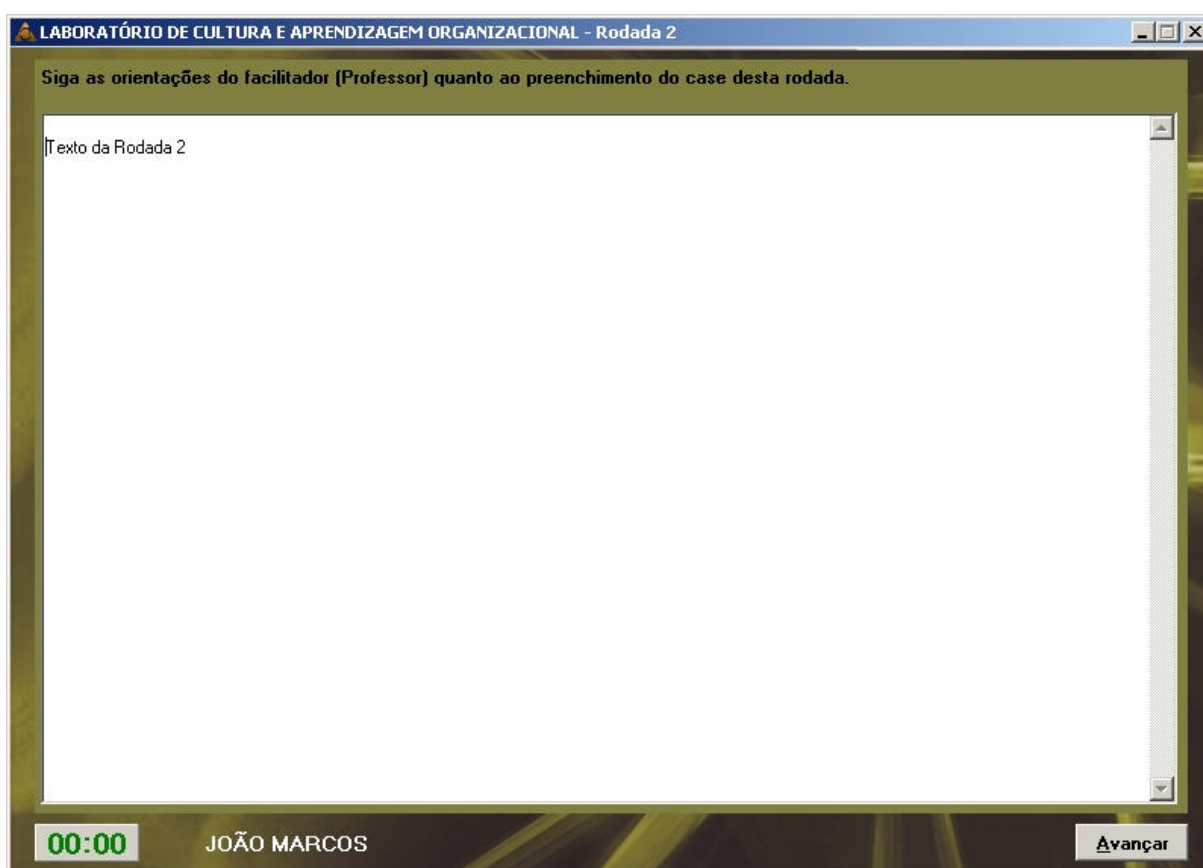 LABORATÓRIO DE CULTURA E APRENDIZAGEM ORGANIZACIONAL - Rodada 2
Siga as orientações do facilitador (Professor) quanto ao preenchimento do case desta rodada.
Texto da Rodada 2
00:00 JOÃO MARCOS Avançar